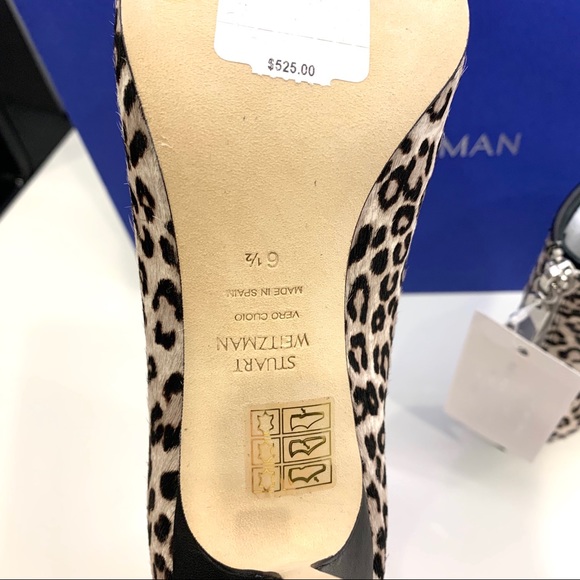 $525.00
MAN
6 ½
MADE IN SPAIN
VERO CUOIO
STUART
WEITZMAN